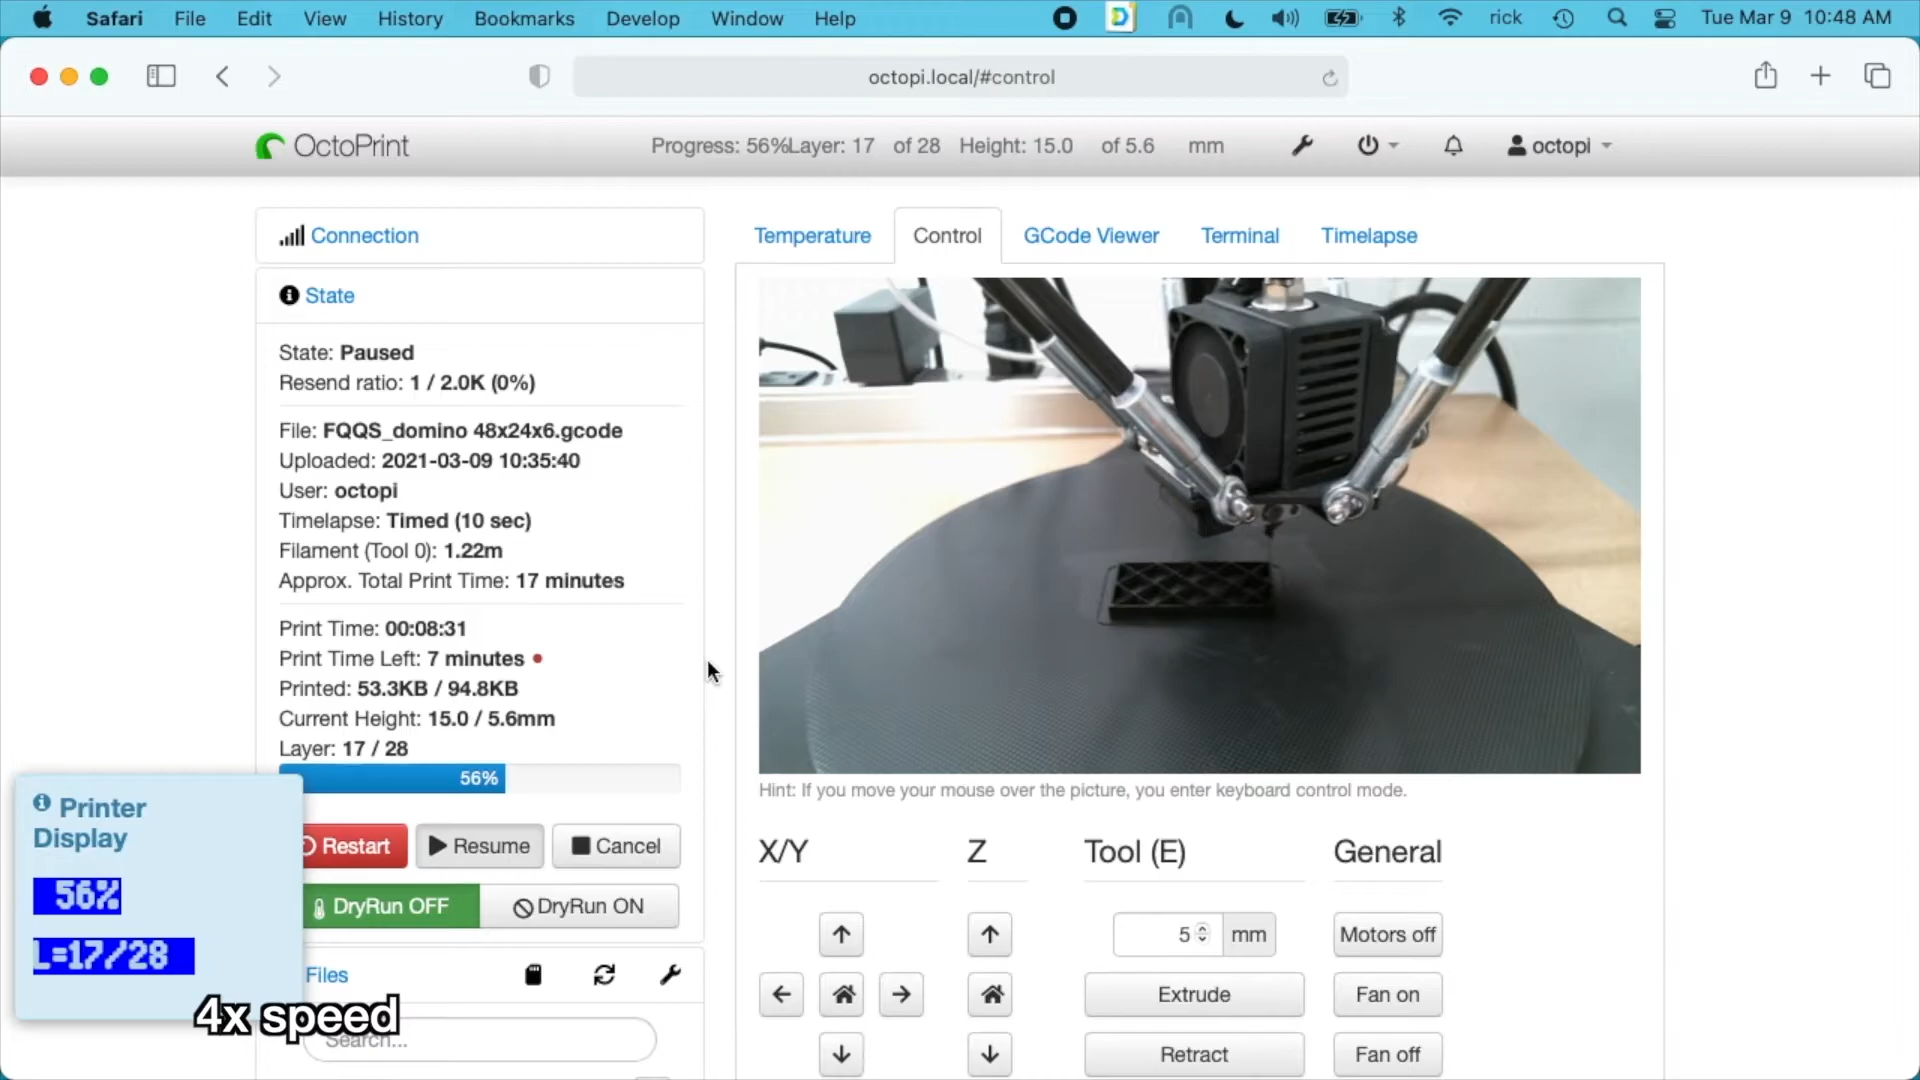 Safari File Edit View History Bookmarks Develop Window Help rick Tue Mar 9 10:48 AM
octopi.local/#control
OctoPrint Progress: 56%Layer: 17 of 28 Height: 15.0 of 5.6 mm octopi
Connection
State
State: Paused
Resend ratio: 1 / 2.0K (0%)
File: FQQS_domino 48x24x6.gcode
Uploaded: 2021-03-09 10:35:40
User: octopi
Timelapse: Timed (10 sec)
Filament (Tool 0): 1.22m
Approx. Total Print Time: 17 minutes
Print Time: 00:08:31
Print Time Left: 7 minutes
Printed: 53.3KB / 94.8KB
Current Height: 15.0 / 5.6mm
Layer: 17 / 28
56%
Restart Resume Cancel
DryRun OFF DryRun ON
Files
Search...
Printer
Display
56%
L=17/28
4x speed
Temperature Control GCode Viewer Terminal Timelapse
Hint: If you move your mouse over the picture, you enter keyboard control mode.
X/Y Z Tool (E) General
5 mm Motors off
Extrude Fan on
Retract Fan off